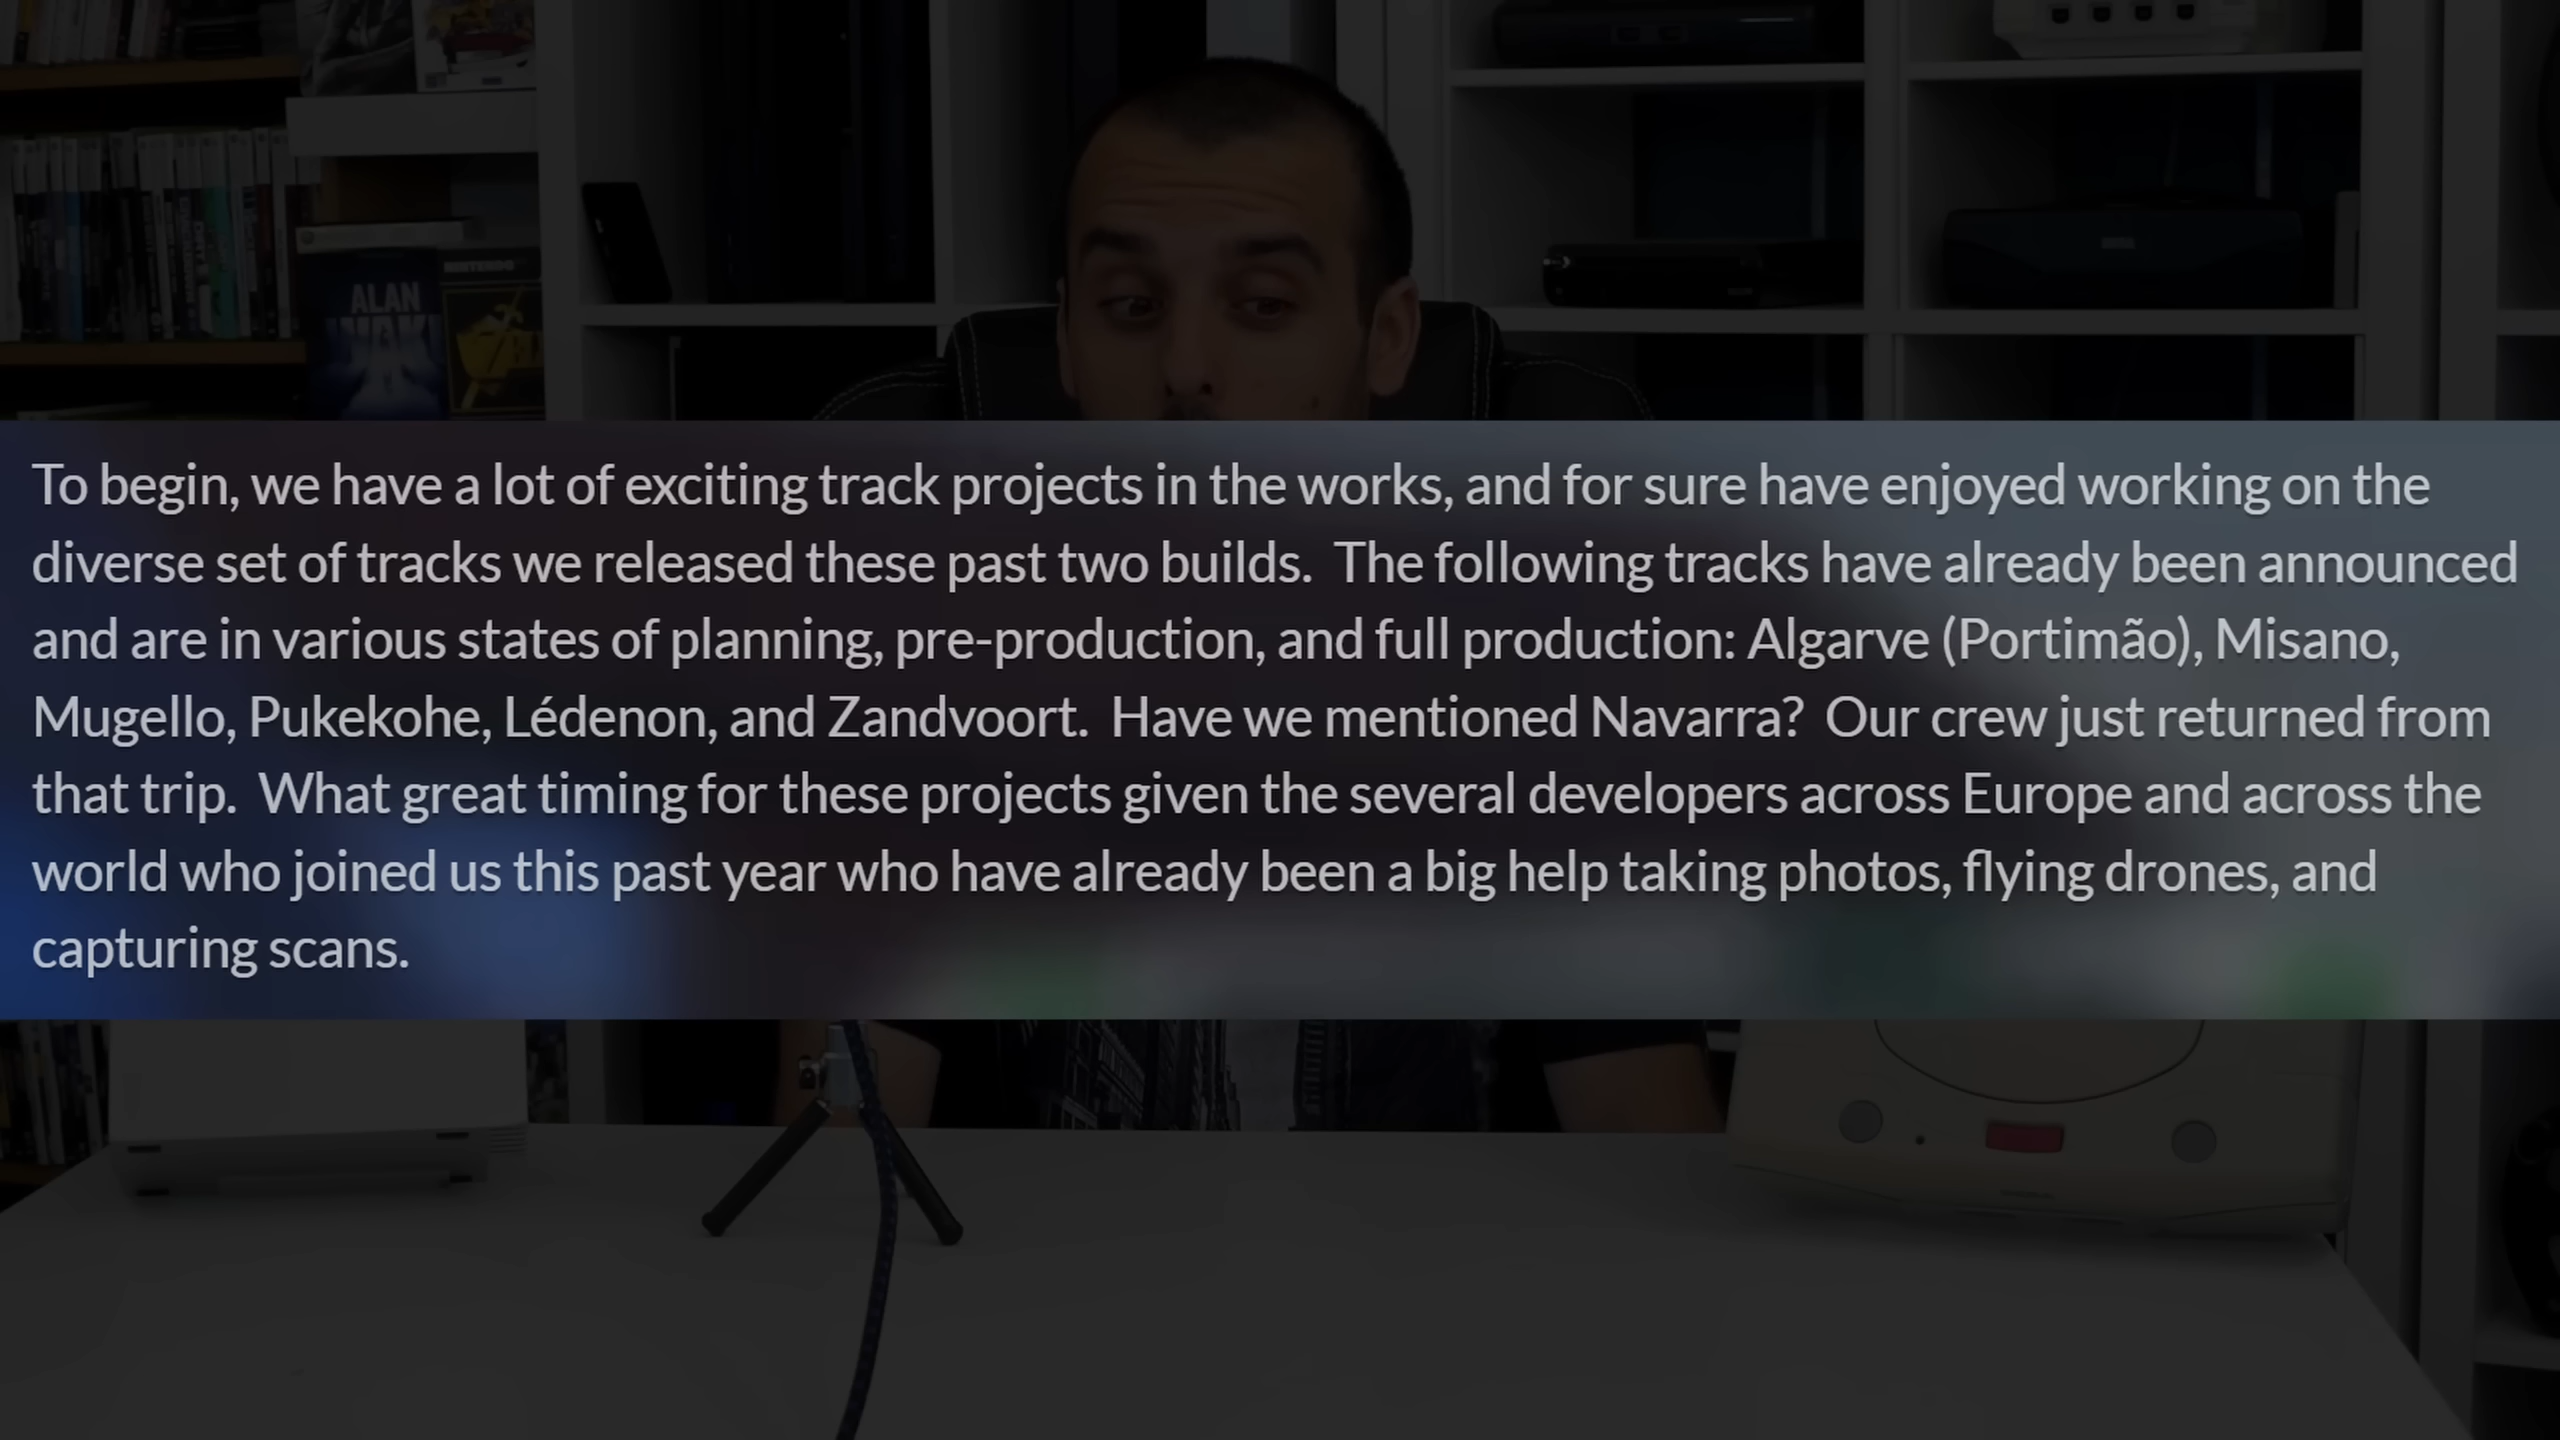 ALAN
WAKE
NINTENDO
To begin, we have a lot of exciting track projects in the works, and for sure have enjoyed working on the
diverse set of tracks we released these past two builds.  The following tracks have already been announced
and are in various states of planning, pre-production, and full production: Algarve (Portimão), Misano,
Mugello, Pukekohe, Lédenon, and Zandvoort.  Have we mentioned Navarra?  Our crew just returned from
that trip.  What great timing for these projects given the several developers across Europe and across the
world who joined us this past year who have already been a big help taking photos, flying drones, and
capturing scans.